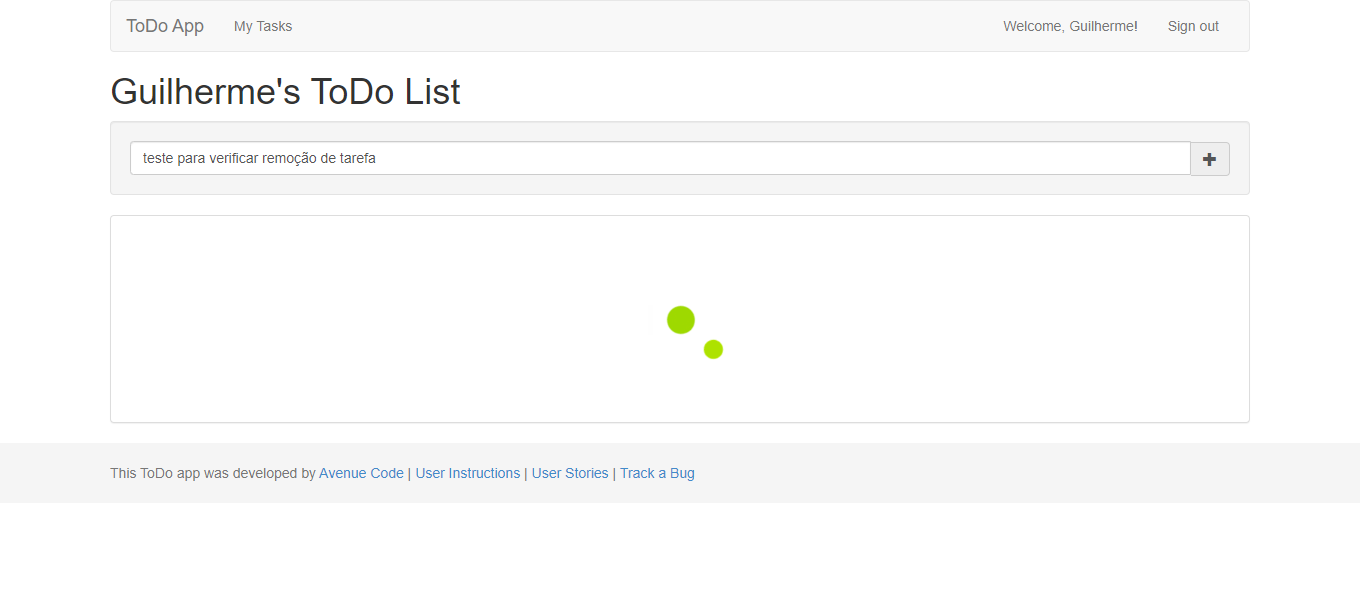 ToDo App My Tasks Welcome, Guilherme! Sign out
Guilherme's ToDo List
teste para verificar remoção de tarefa
This ToDo app was developed by Avenue Code | User Instructions | User Stories | Track a Bug